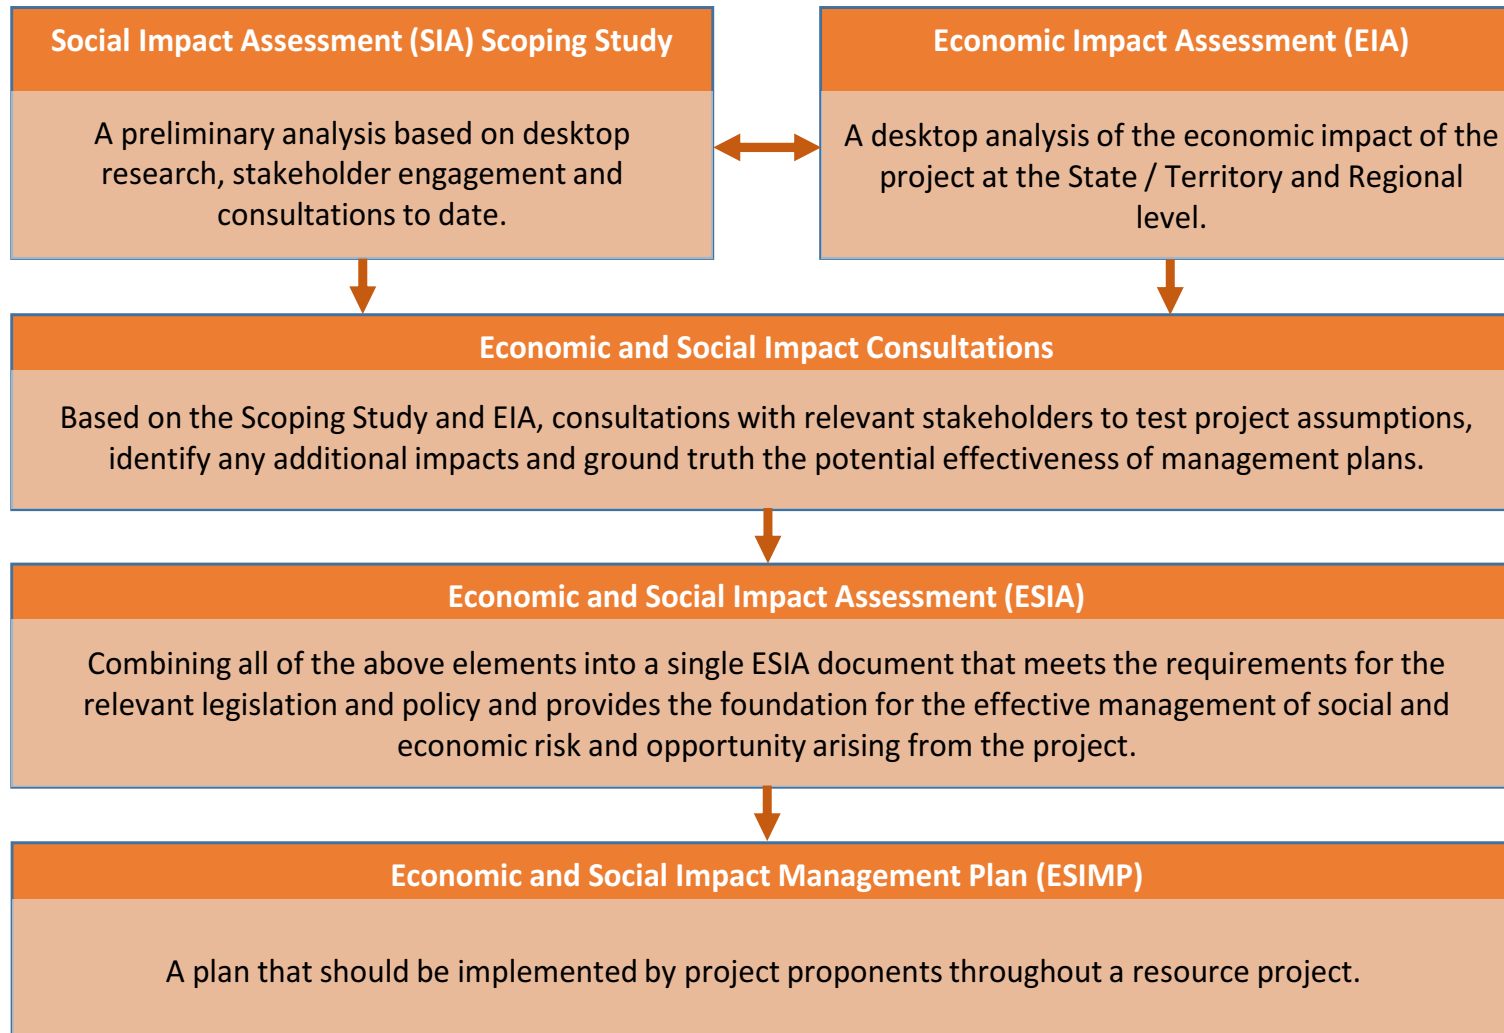 Social Impact Assessment (SIA) Scoping Study
A preliminary analysis based on desktop
research, stakeholder engagement and
consultations to date.
Economic Impact Assessment (EIA)
A desktop analysis of the economic impact of the
project at the State / Territory and Regional
level.
Economic and Social Impact Consultations
Based on the Scoping Study and EIA, consultations with relevant stakeholders to test project assumptions,
identify any additional impacts and ground truth the potential effectiveness of management plans.
Economic and Social Impact Assessment (ESIA)
Combining all of the above elements into a single ESIA document that meets the requirements for the
relevant legislation and policy and provides the foundation for the effective management of social and
economic risk and opportunity arising from the project.
Economic and Social Impact Management Plan (ESIMP)
A plan that should be implemented by project proponents throughout a resource project.